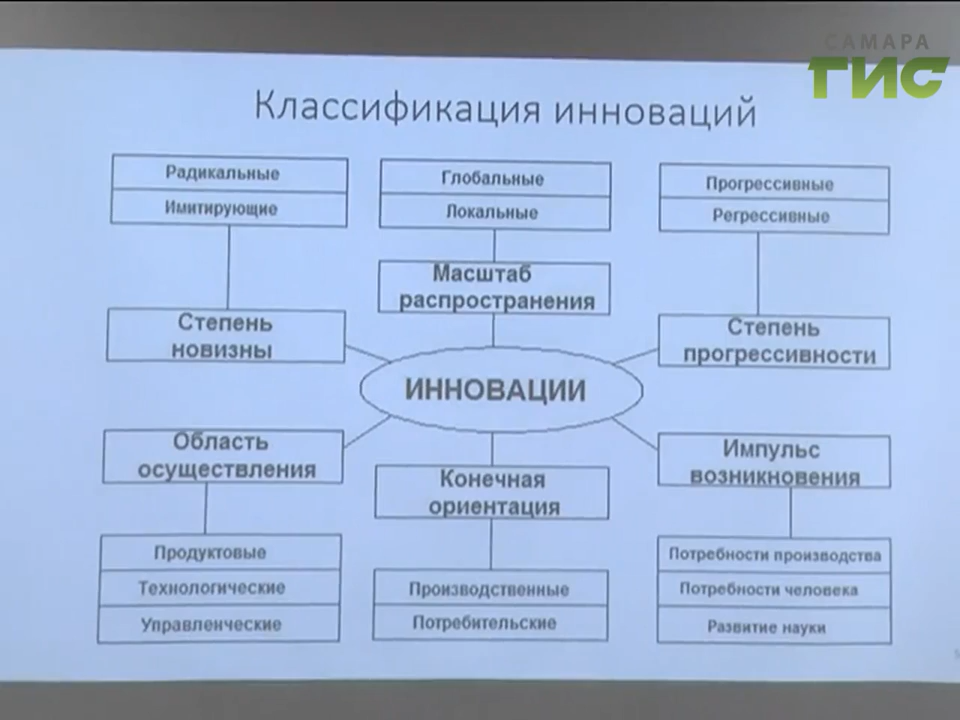 САМАРА
ГИС
Классификация инноваций
Радикальные
Имитирующие
Глобальные
Локальные
Прогрессивные
Регрессивные
Масштаб
распространения
Степень
новизны
Степень
прогрессивности
ИННОВАЦИИ
Область
осуществления
Конечная
ориентация
Импульс
возникновения
Продуктовые
Технологические
Управленческие
Производственные
Потребительские
Потребности производства
Потребности человека
Развитие науки